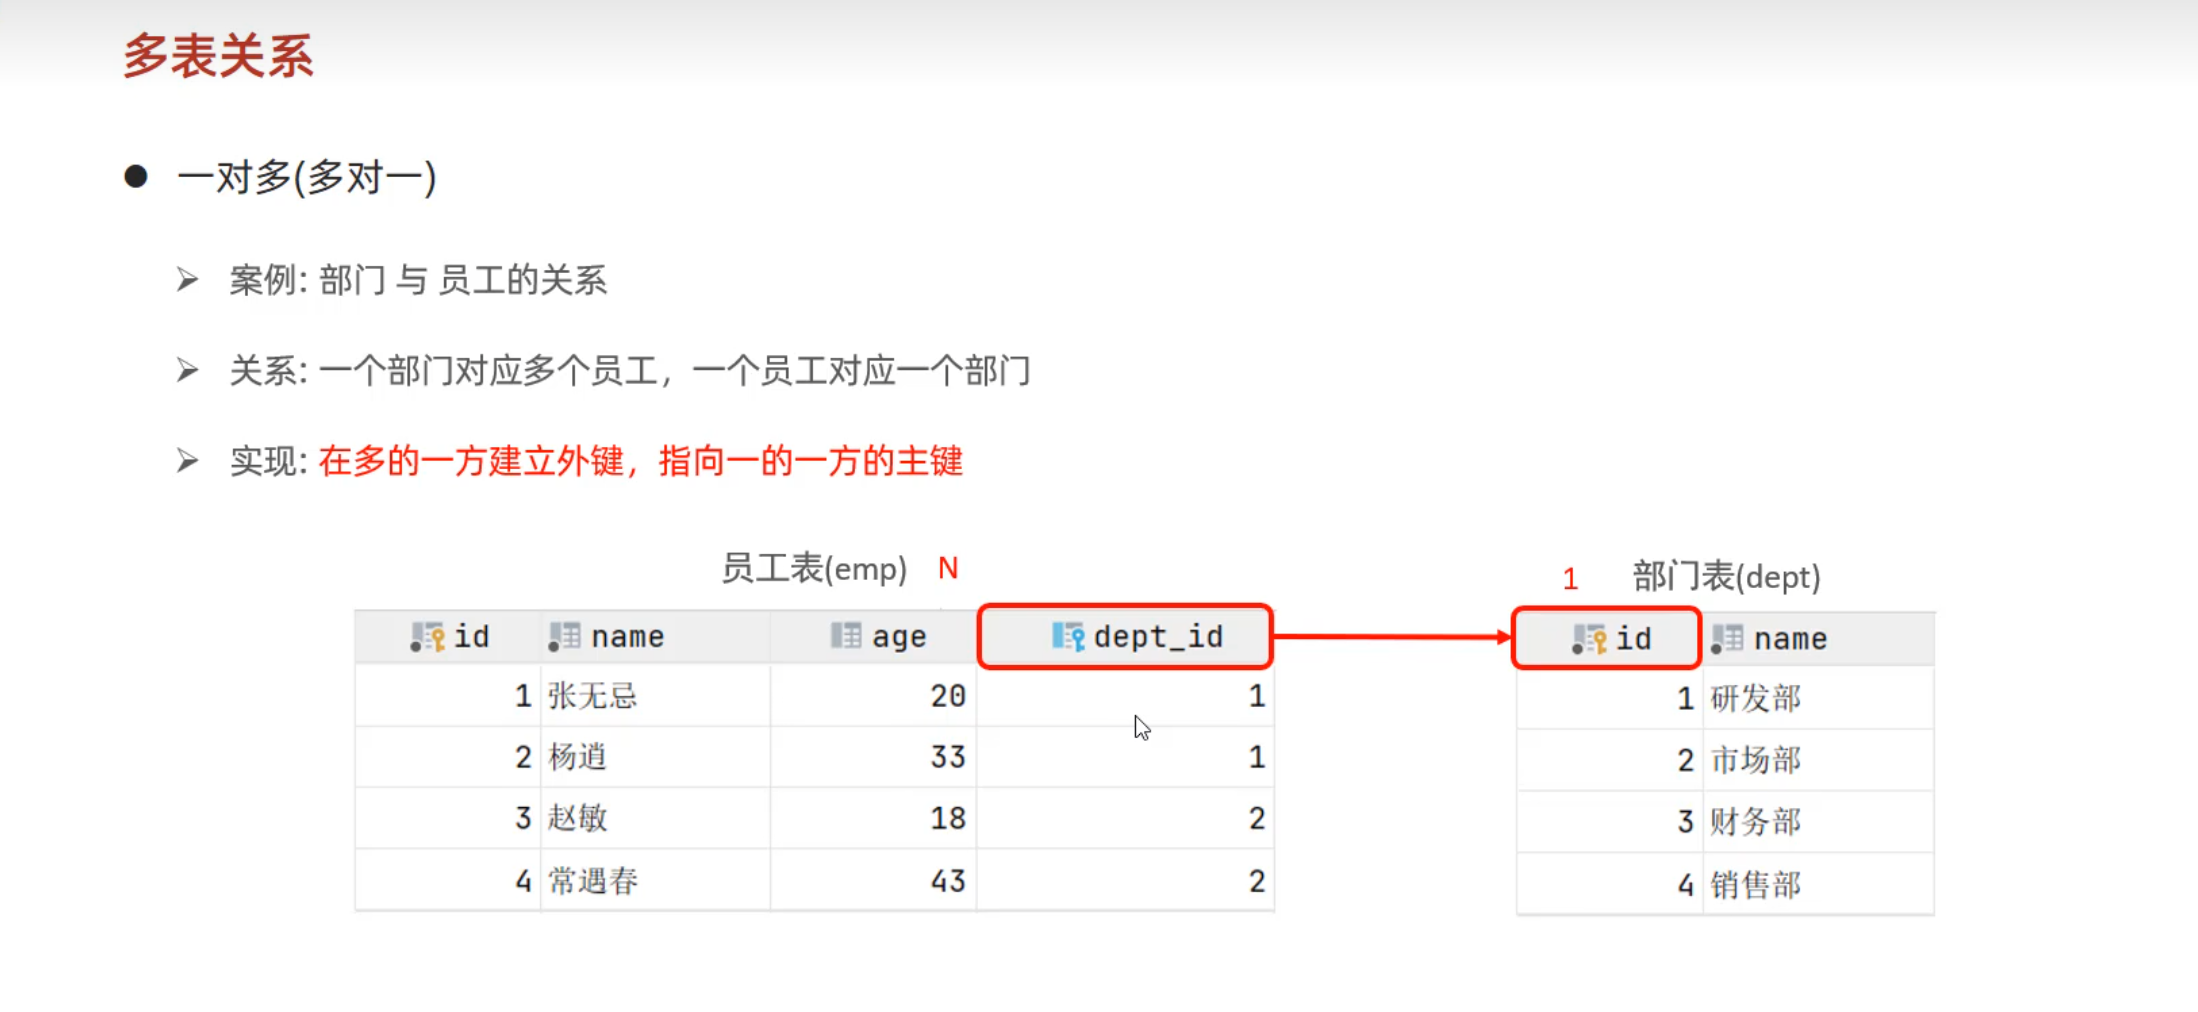 多表关系
● 一对多(多对一)
➢ 案例: 部门 与 员工的关系
➢ 关系: 一个部门对应多个员工，一个员工对应一个部门
➢ 实现: 在多的一方建立外键，指向一的一方的主键
员工表(emp) N 1 部门表(dept)
id name age dept_id id name
1 张无忌 20 1 1 研发部
2 杨逍 33 1 2 市场部
3 赵敏 18 2 3 财务部
4 常遇春 43 2 4 销售部